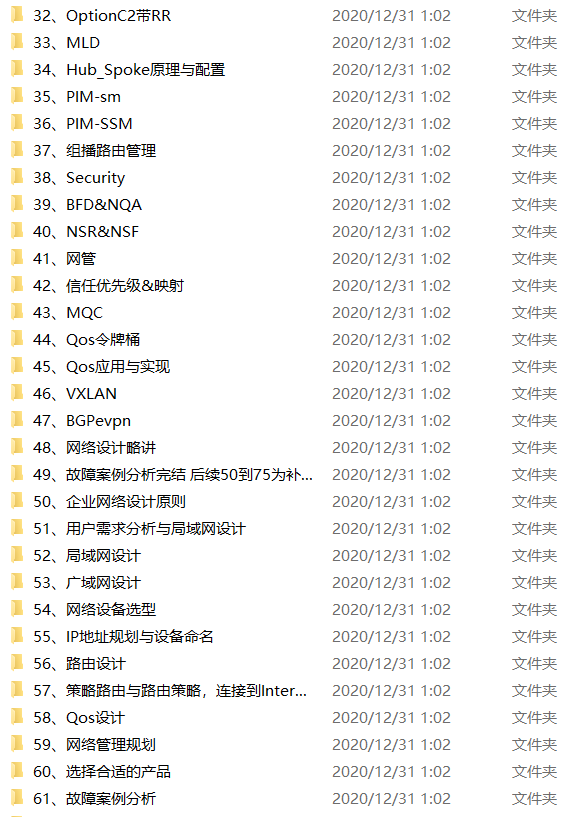 32、OptionC2带RR 2020/12/31 1:02 文件夹
33、MLD 2020/12/31 1:02 文件夹
34、Hub_Spoke原理与配置 2020/12/31 1:02 文件夹
35、PIM-sm 2020/12/31 1:02 文件夹
36、PIM-SSM 2020/12/31 1:02 文件夹
37、组播路由管理 2020/12/31 1:02 文件夹
38、Security 2020/12/31 1:02 文件夹
39、BFD&NQA 2020/12/31 1:02 文件夹
40、NSR&NSF 2020/12/31 1:02 文件夹
41、网管 2020/12/31 1:02 文件夹
42、信任优先级&映射 2020/12/31 1:02 文件夹
43、MQC 2020/12/31 1:02 文件夹
44、Qos令牌桶 2020/12/31 1:02 文件夹
45、Qos应用与实现 2020/12/31 1:02 文件夹
46、VXLAN 2020/12/31 1:02 文件夹
47、BGPevpn 2020/12/31 1:02 文件夹
48、网络设计略讲 2020/12/31 1:02 文件夹
49、故障案例分析完结 后续50到75为补... 2020/12/31 1:02 文件夹
50、企业网络设计原则 2020/12/31 1:02 文件夹
51、用户需求分析与局域网设计 2020/12/31 1:02 文件夹
52、局域网设计 2020/12/31 1:02 文件夹
53、广域网设计 2020/12/31 1:02 文件夹
54、网络设备选型 2020/12/31 1:02 文件夹
55、IP地址规划与设备命名 2020/12/31 1:02 文件夹
56、路由设计 2020/12/31 1:02 文件夹
57、策略路由与路由策略，连接到Inter... 2020/12/31 1:02 文件夹
58、Qos设计 2020/12/31 1:02 文件夹
59、网络管理规划 2020/12/31 1:02 文件夹
60、选择合适的产品 2020/12/31 1:02 文件夹
61、故障案例分析 2020/12/31 1:02 文件夹